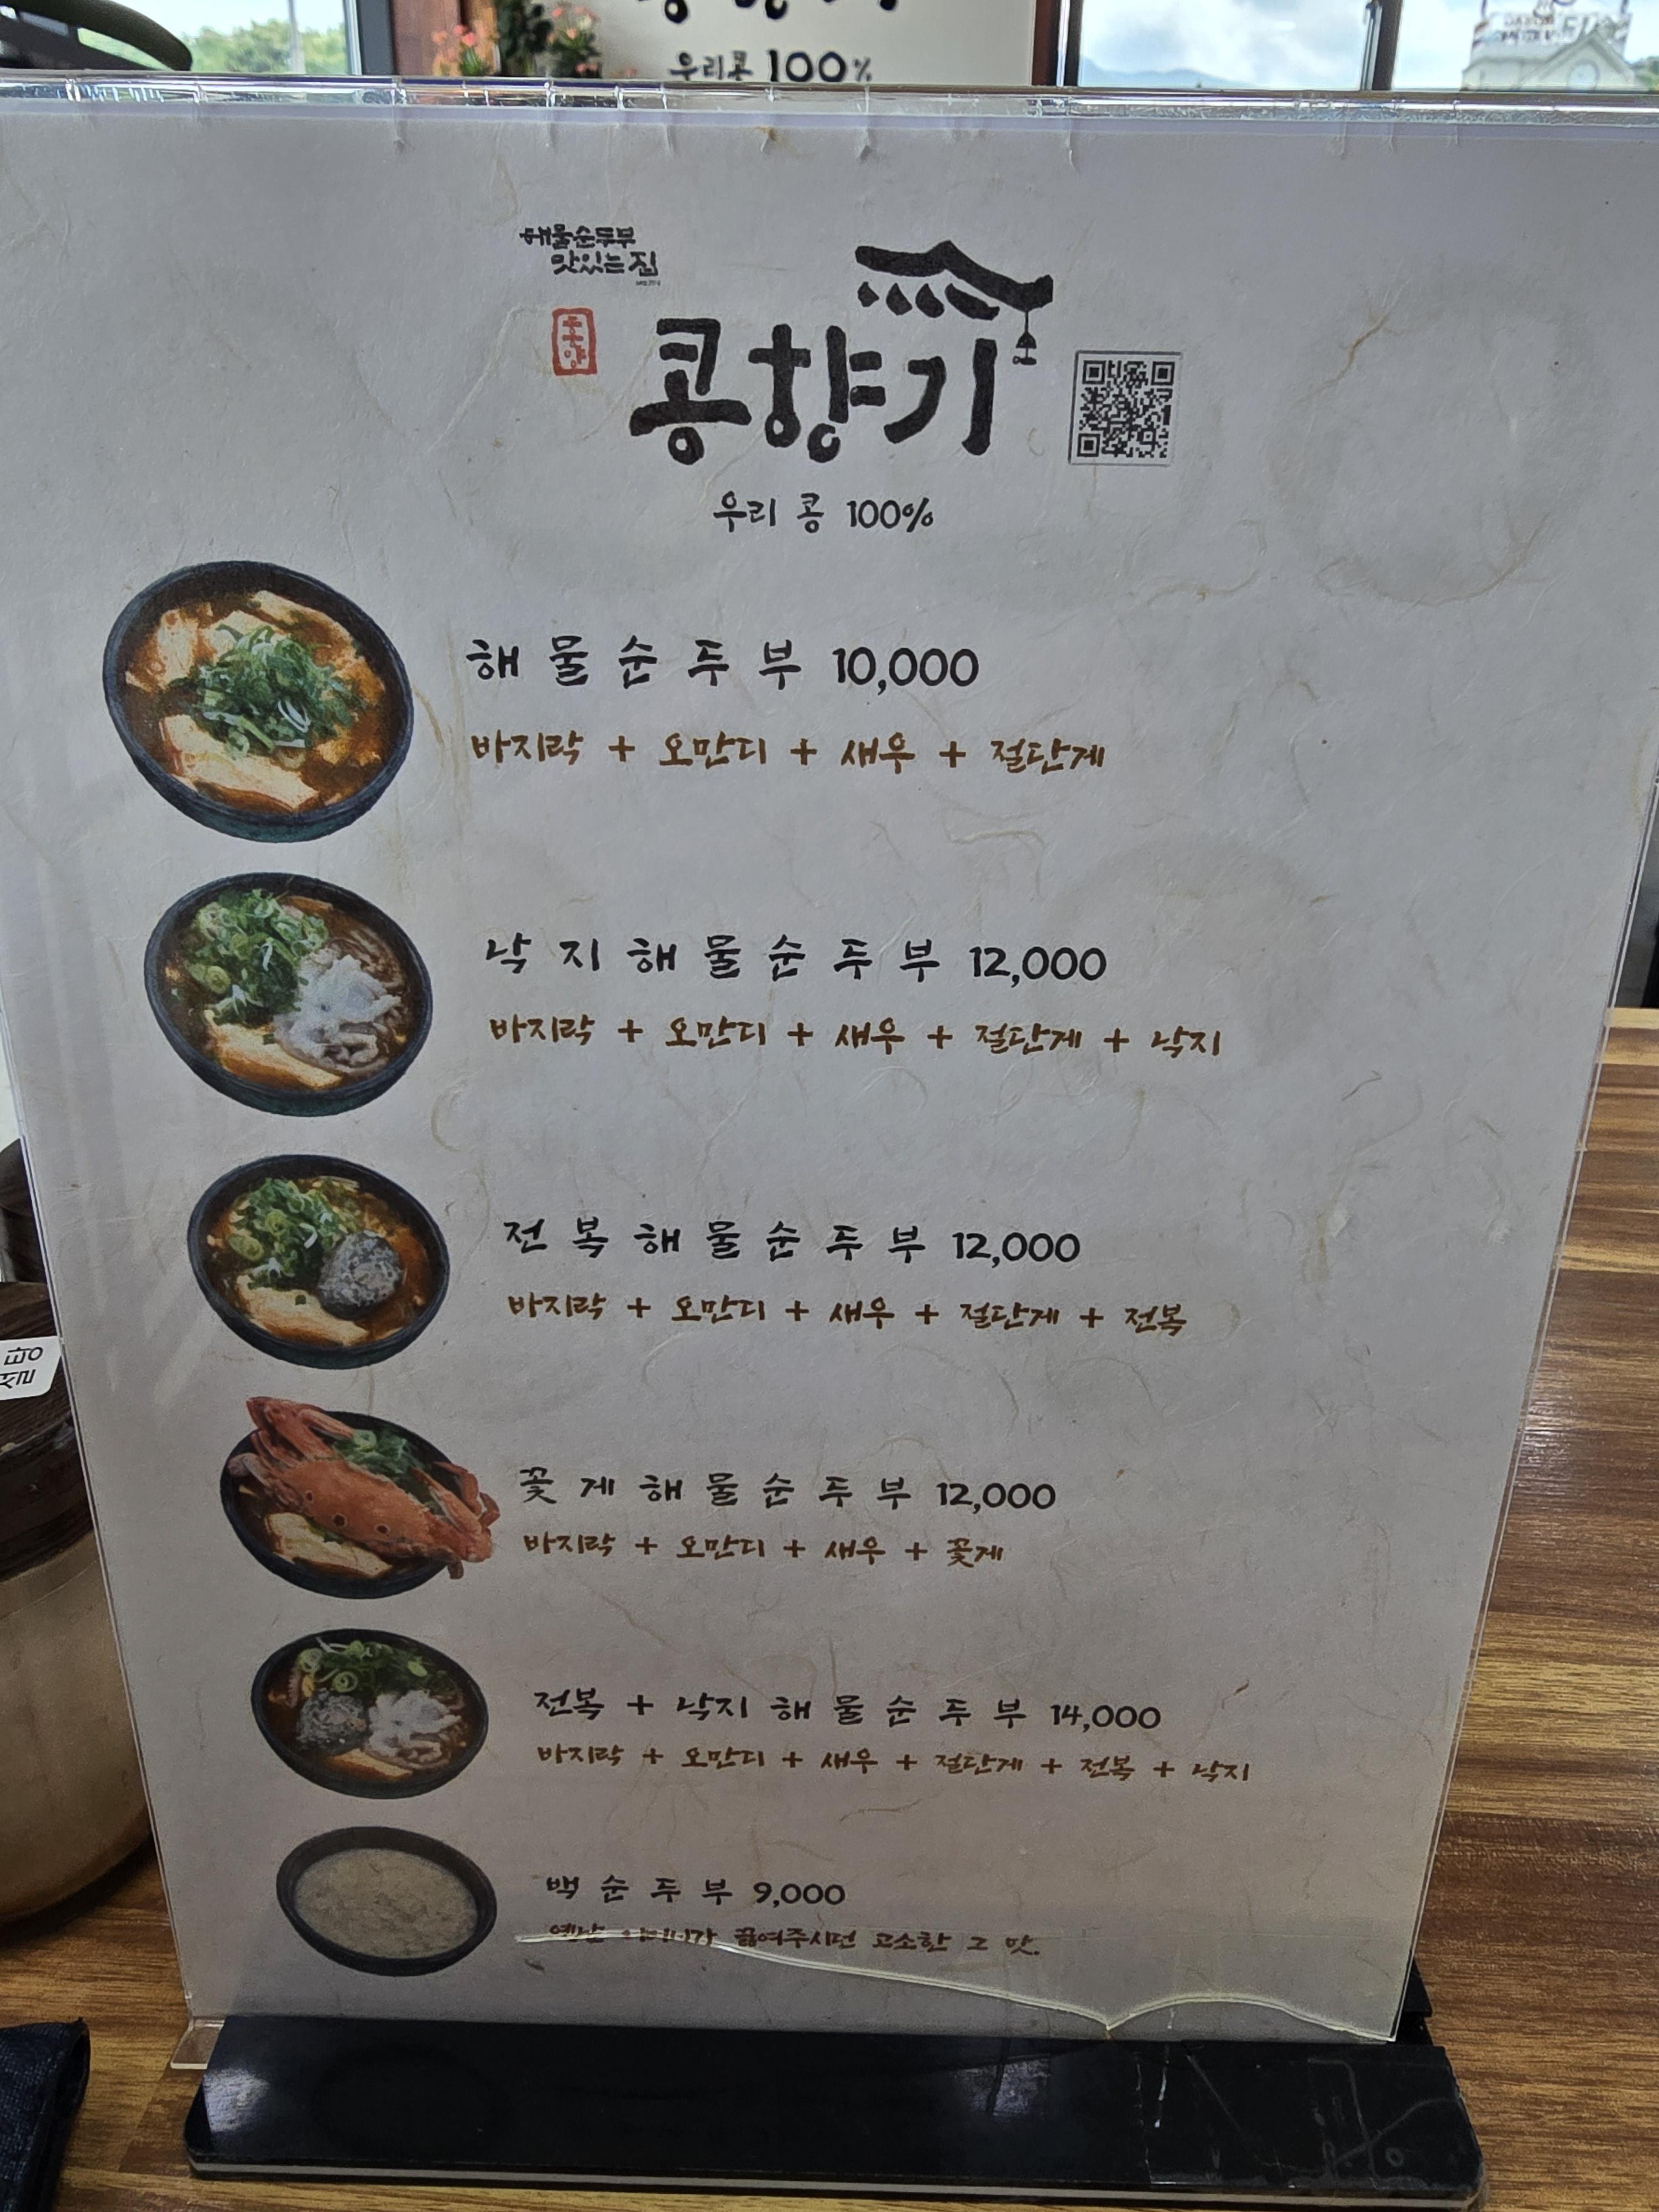 우리콩 100%
해물순두부
맛있는 집
콩향기
우리 콩 100%
해물순두부 10,000
바지락 + 오만디 + 새우 + 절단게
낙지해물순두부 12,000
바지락 + 오만디 + 새우 + 절단게 + 낙지
전복해물순두부 12,000
바지락 + 오만디 + 새우 + 절단게 + 전복
꽃게해물순두부 12,000
바지락 + 오만디 + 새우 + 꽃게
전복 + 낙지해물순두부 14,000
바지락 + 오만디 + 새우 + 절단게 + 전복 + 낙지
백순두부 9,000
옛날 끓여주시던 고소한 그 맛.
설탕